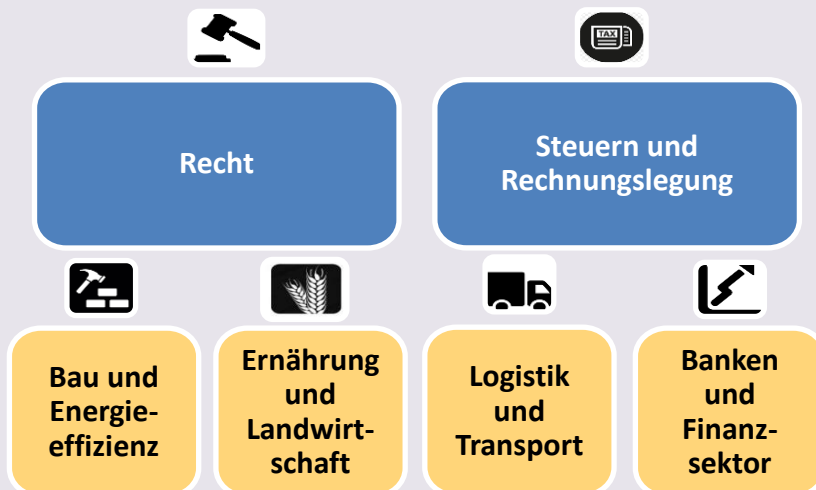 TAX
Recht
Steuern und
Rechnungslegung
Bau und
Energie-
effizienz
Ernährung
und
Landwirt-
schaft
Logistik
und
Transport
Banken
und
Finanz-
sektor